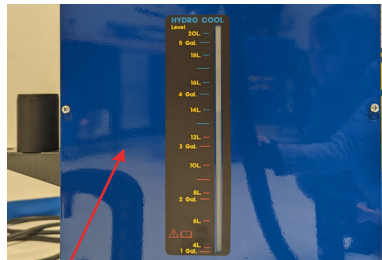 HYDRO COOL
Level
20L
5 Gal.
18L
16L
4 Gal.
14L
12L
3 Gal.
10L
8L
2 Gal.
6L
4L
1 Gal.